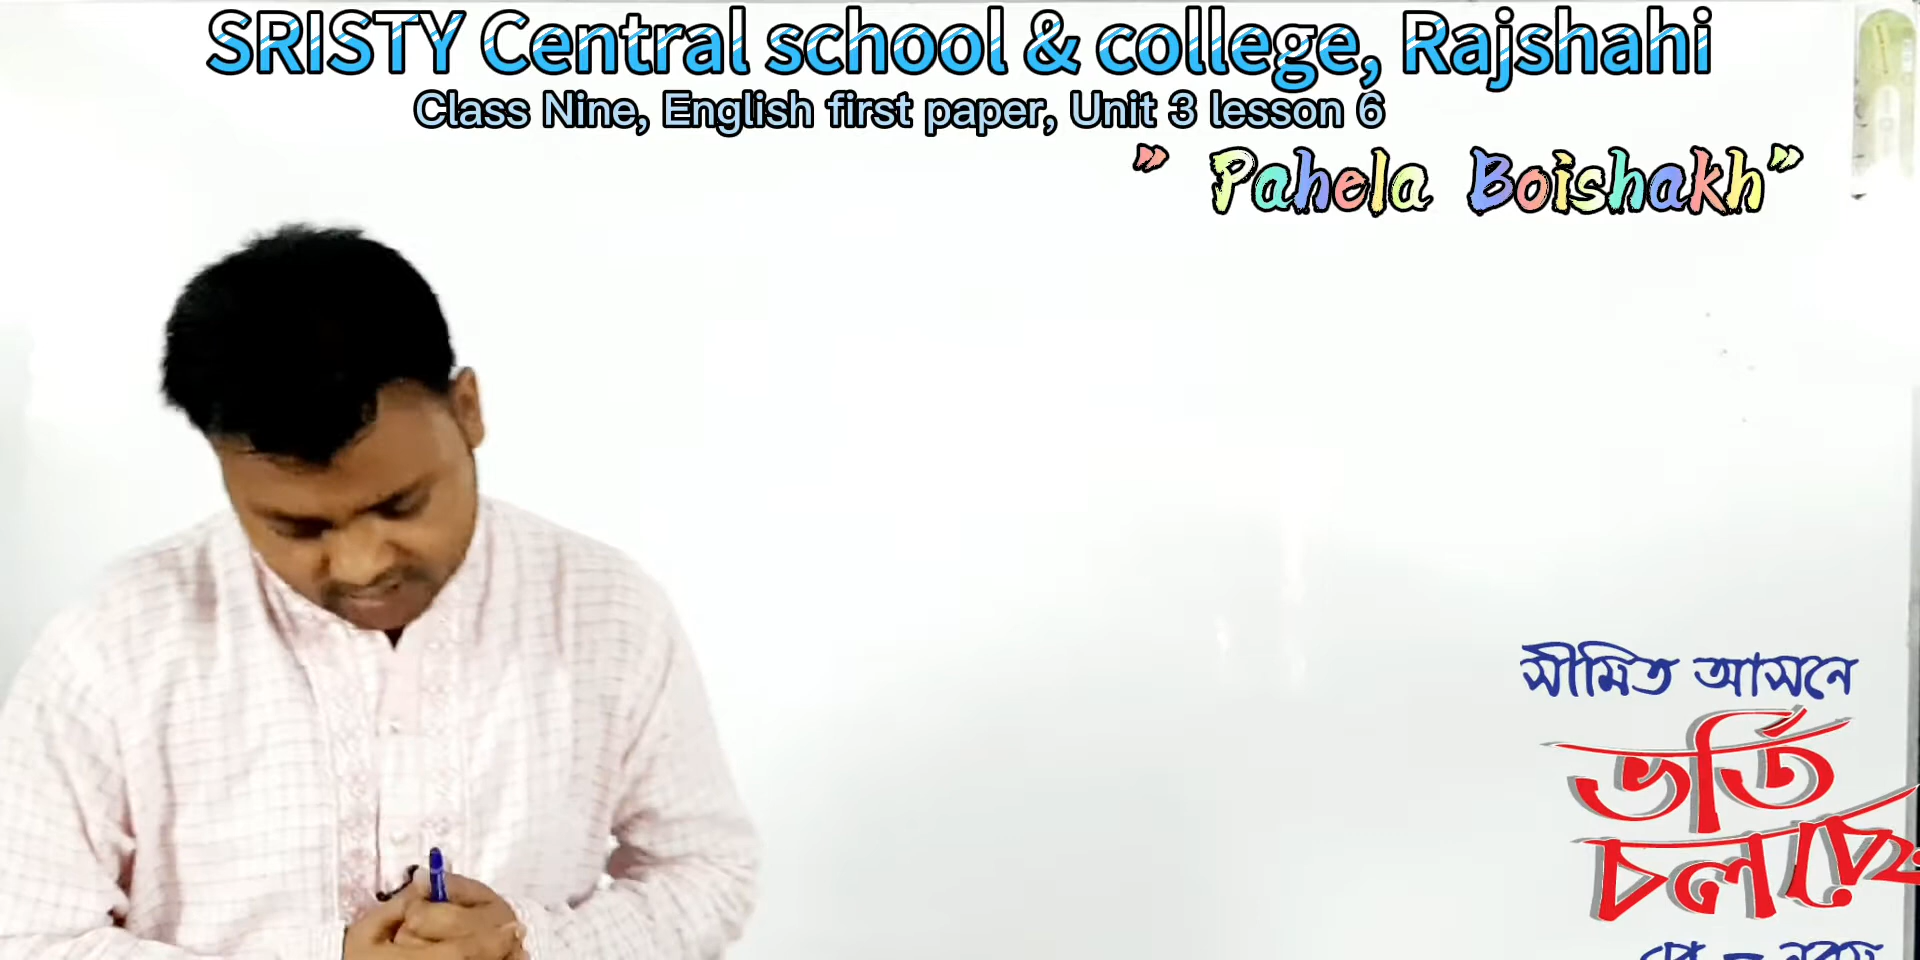 SRISTY Central school & college, Rajshahi
Class Nine, English first paper, Unit 3 lesson 6
” Pahela Boishakh”
সীমিত আসনে
ভর্তি
চলছে